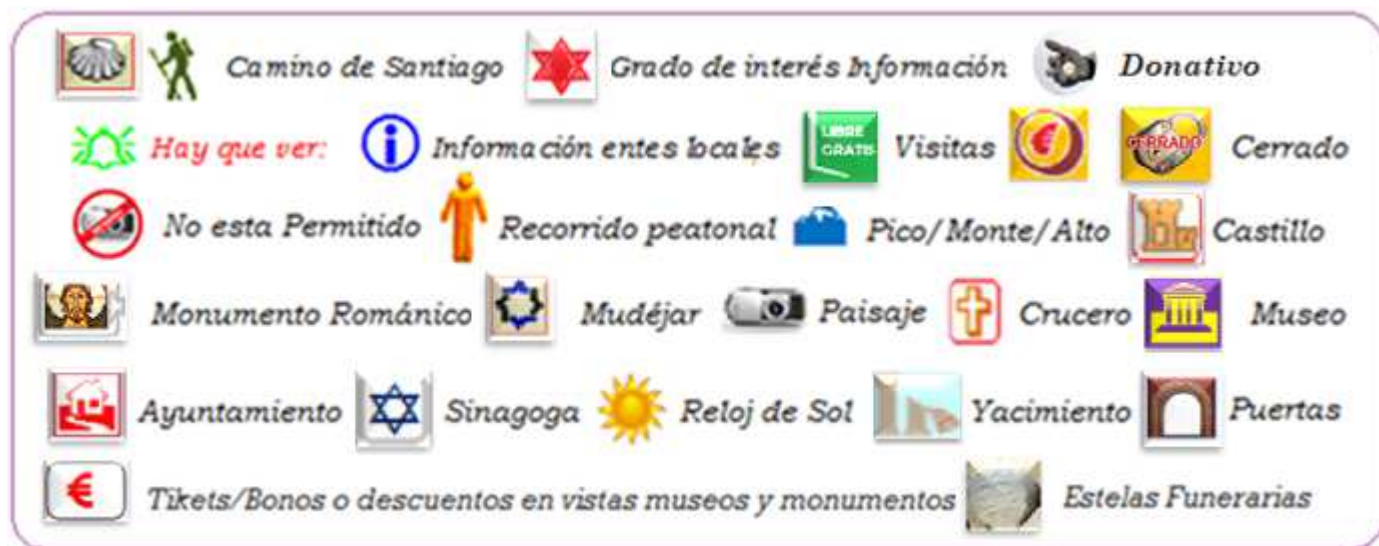 Camino de Santiago Grado de interés Información Donativo
Hay que ver: Información entes locales LIBRE GRATIS Visitas € CERRADO Cerrado
No esta Permitido Recorrido peatonal Pico/Monte/Alto Castillo
Monumento Románico Mudéjar Paisaje Crucero Museo
Ayuntamiento Sinagoga Reloj de Sol Yacimiento Puertas
€ Tikets/Bonos o descuentos en vistas museos y monumentos Estelas Funerarias